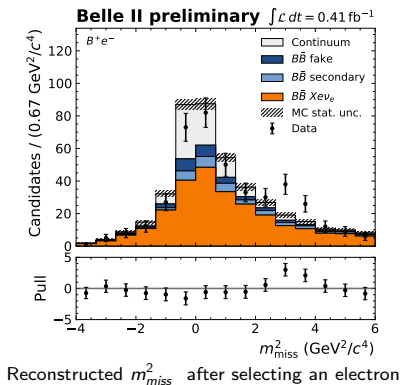 Belle II preliminary ∫ℒ dt = 0.41 fb⁻¹
B⁺e⁻
Continuum
BB̄ fake
BB̄ secondary
BB̄ Xeνₑ
MC stat. unc.
Data
Candidates / (0.67 GeV²/c⁴)
120
100
80
60
40
20
0
Pull
5
0
−5
−4 −2 0 2 4 6
m²miss (GeV²/c⁴)
Reconstructed m²miss after selecting an electron